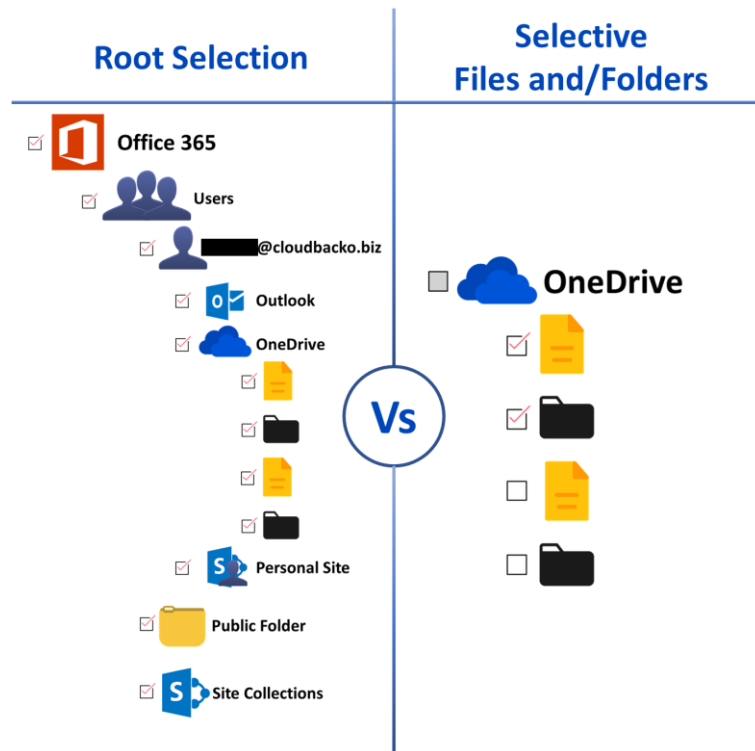 Root Selection
Selective
Files and/Folders
Office 365
Users
@cloudbacko.biz
Outlook
OneDrive
Personal Site
Public Folder
Site Collections
Vs
OneDrive